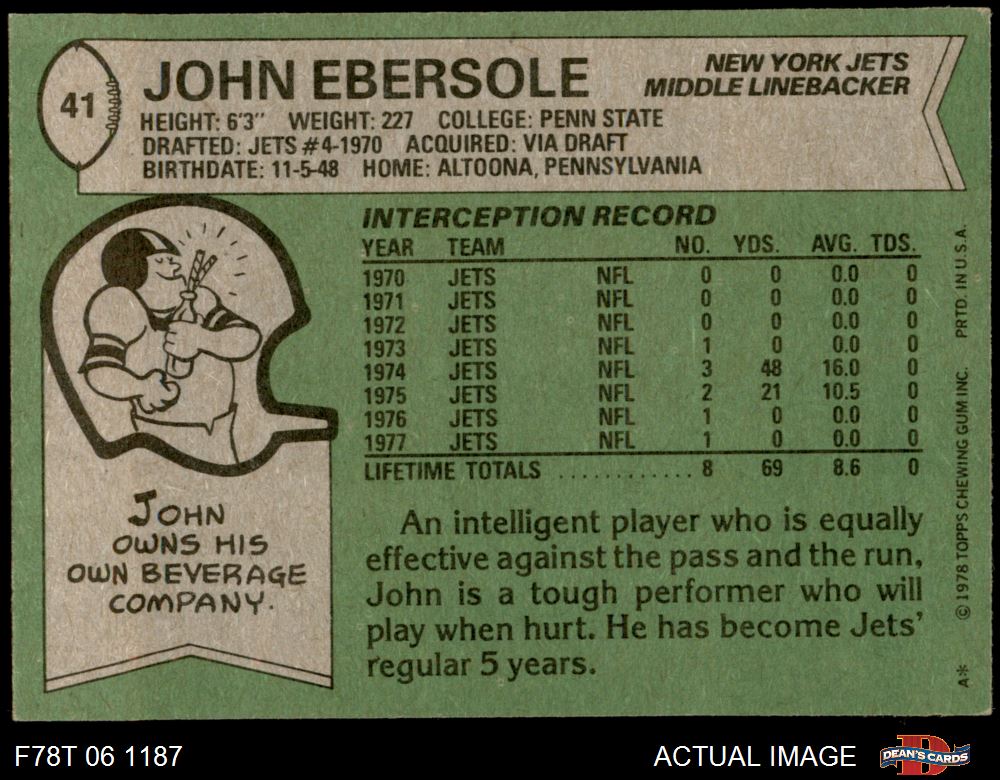 41
JOHN EBERSOLE
NEW YORK JETS
MIDDLE LINEBACKER
HEIGHT: 6'3" WEIGHT: 227 COLLEGE: PENN STATE
DRAFTED: JETS #4-1970 ACQUIRED: VIA DRAFT
BIRTHDATE: 11-5-48 HOME: ALTOONA, PENNSYLVANIA
INTERCEPTION RECORD
YEAR TEAM NO. YDS. AVG. TDS.
1970 JETS NFL 0 0 0.0 0
1971 JETS NFL 0 0 0.0 0
1972 JETS NFL 0 0 0.0 0
1973 JETS NFL 1 0 0.0 0
1974 JETS NFL 3 48 16.0 0
1975 JETS NFL 2 21 10.5 0
1976 JETS NFL 1 0 0.0 0
1977 JETS NFL 1 0 0.0 0
LIFETIME TOTALS ............ 8 69 8.6 0
JOHN
OWNS HIS
OWN BEVERAGE
COMPANY.
An intelligent player who is equally
effective against the pass and the run,
John is a tough performer who will
play when hurt. He has become Jets'
regular 5 years.
A* © 1978 TOPPS CHEWING GUM INC. PRTD. IN U.S.A.
F78T 06 1187
ACTUAL IMAGE
D
DEAN'S CARDS